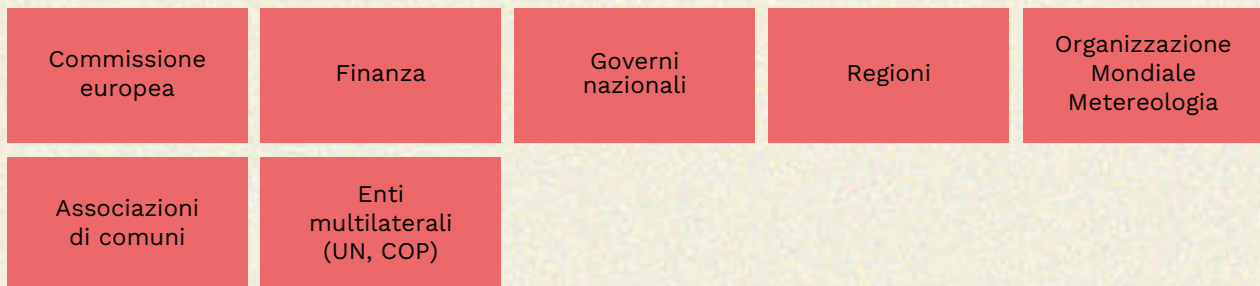 Commissione
europea
Finanza
Governi
nazionali
Regioni
Organizzazione
Mondiale
Metereologia
Associazioni
di comuni
Enti
multilaterali
(UN, COP)